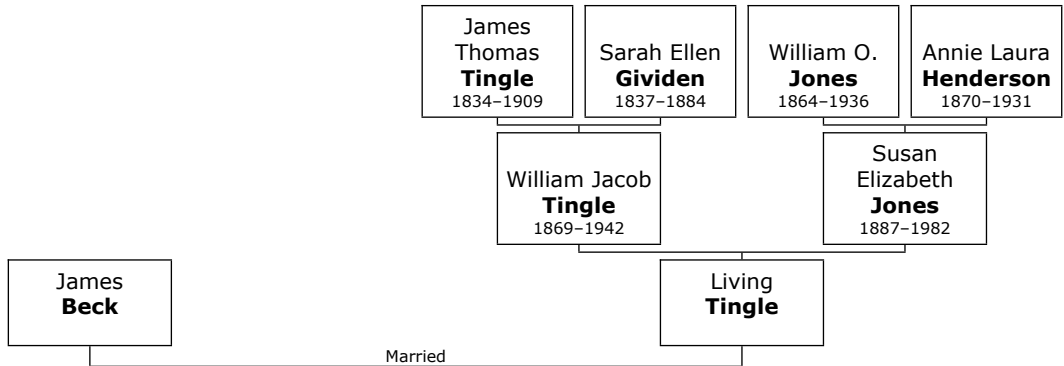 James
Thomas
Tingle
1834–1909
Sarah Ellen
Gividen
1837–1884
William O.
Jones
1864–1936
Annie Laura
Henderson
1870–1931
William Jacob
Tingle
1869–1942
Susan
Elizabeth
Jones
1887–1982
James
Beck
Living
Tingle
Married